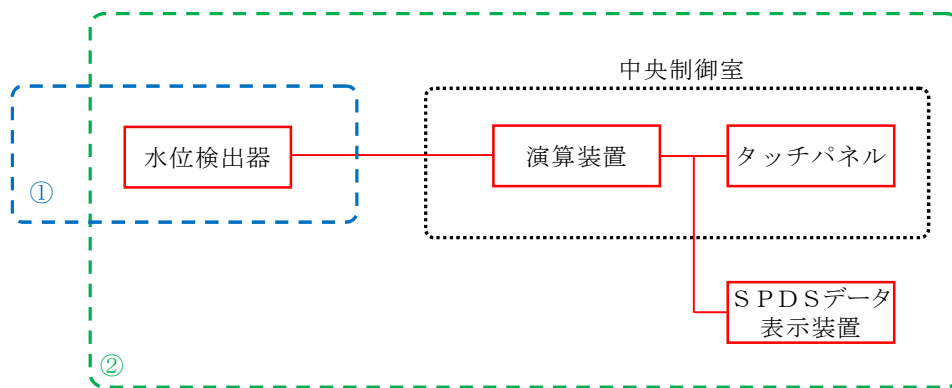 中央制御室
水位検出器
演算装置
タッチパネル
①
ＳＰＤＳデータ
表示装置
②